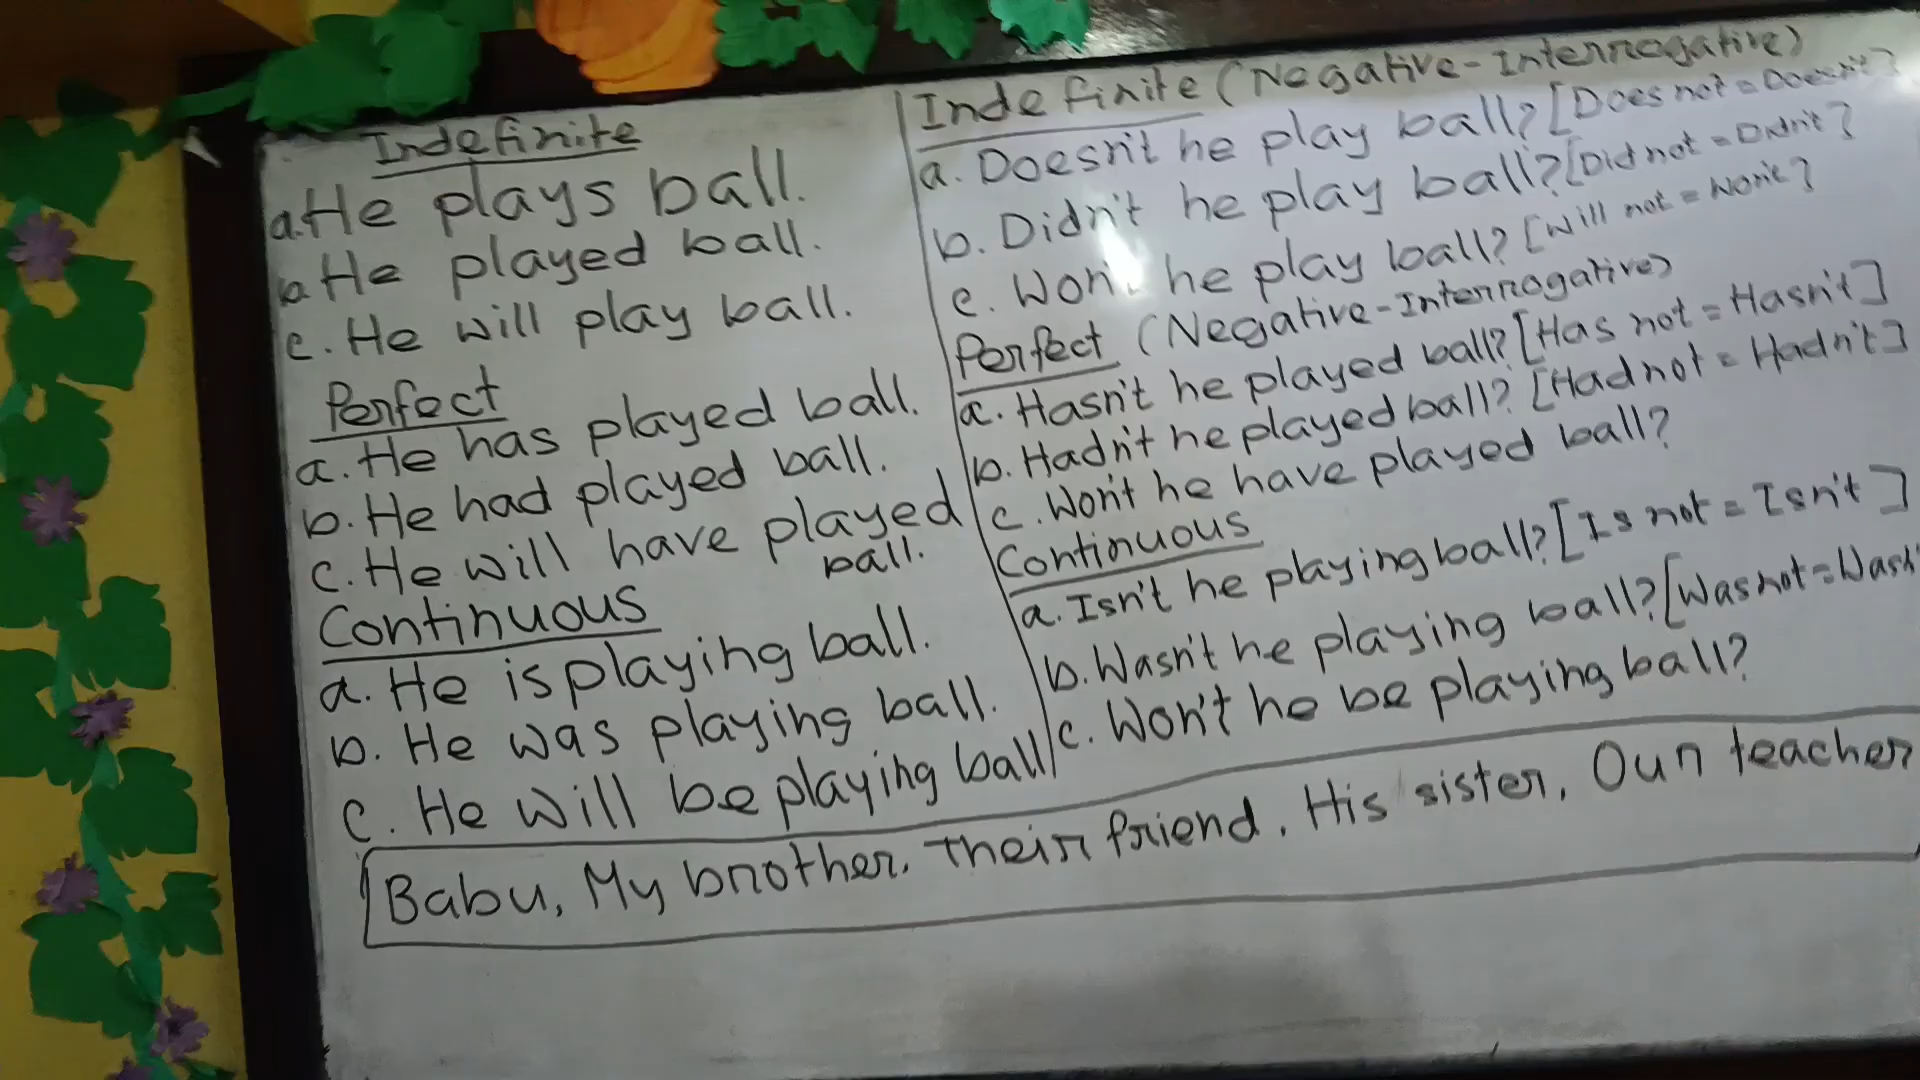 Indefinite
a. He plays ball.
b. He played ball.
c. He will play ball.
Perfect
a. He has played ball.
b. He had played ball.
c. He will have played
ball.
Continuous
a. He is playing ball.
b. He was playing ball.
c. He will be playing ball
Indefinite (Negative-Interrogative)
a. Doesn't he play ball? [Does not = Doesn't]
b. Didn't he play ball? [Did not = Didn't]
c. Won't he play ball? [Will not = Won't]
Perfect (Negative-Interrogative)
a. Hasn't he played ball? [Has not = Hasn't]
b. Hadn't he played ball? [Had not = Hadn't]
c. Won't he have played ball?
Continuous
a. Isn't he playing ball? [Is not = Isn't]
b. Wasn't he playing ball? [Was not = Wasn'
c. Won't he be playing ball?
Babu, My brother, Their friend, His sister, Our teacher